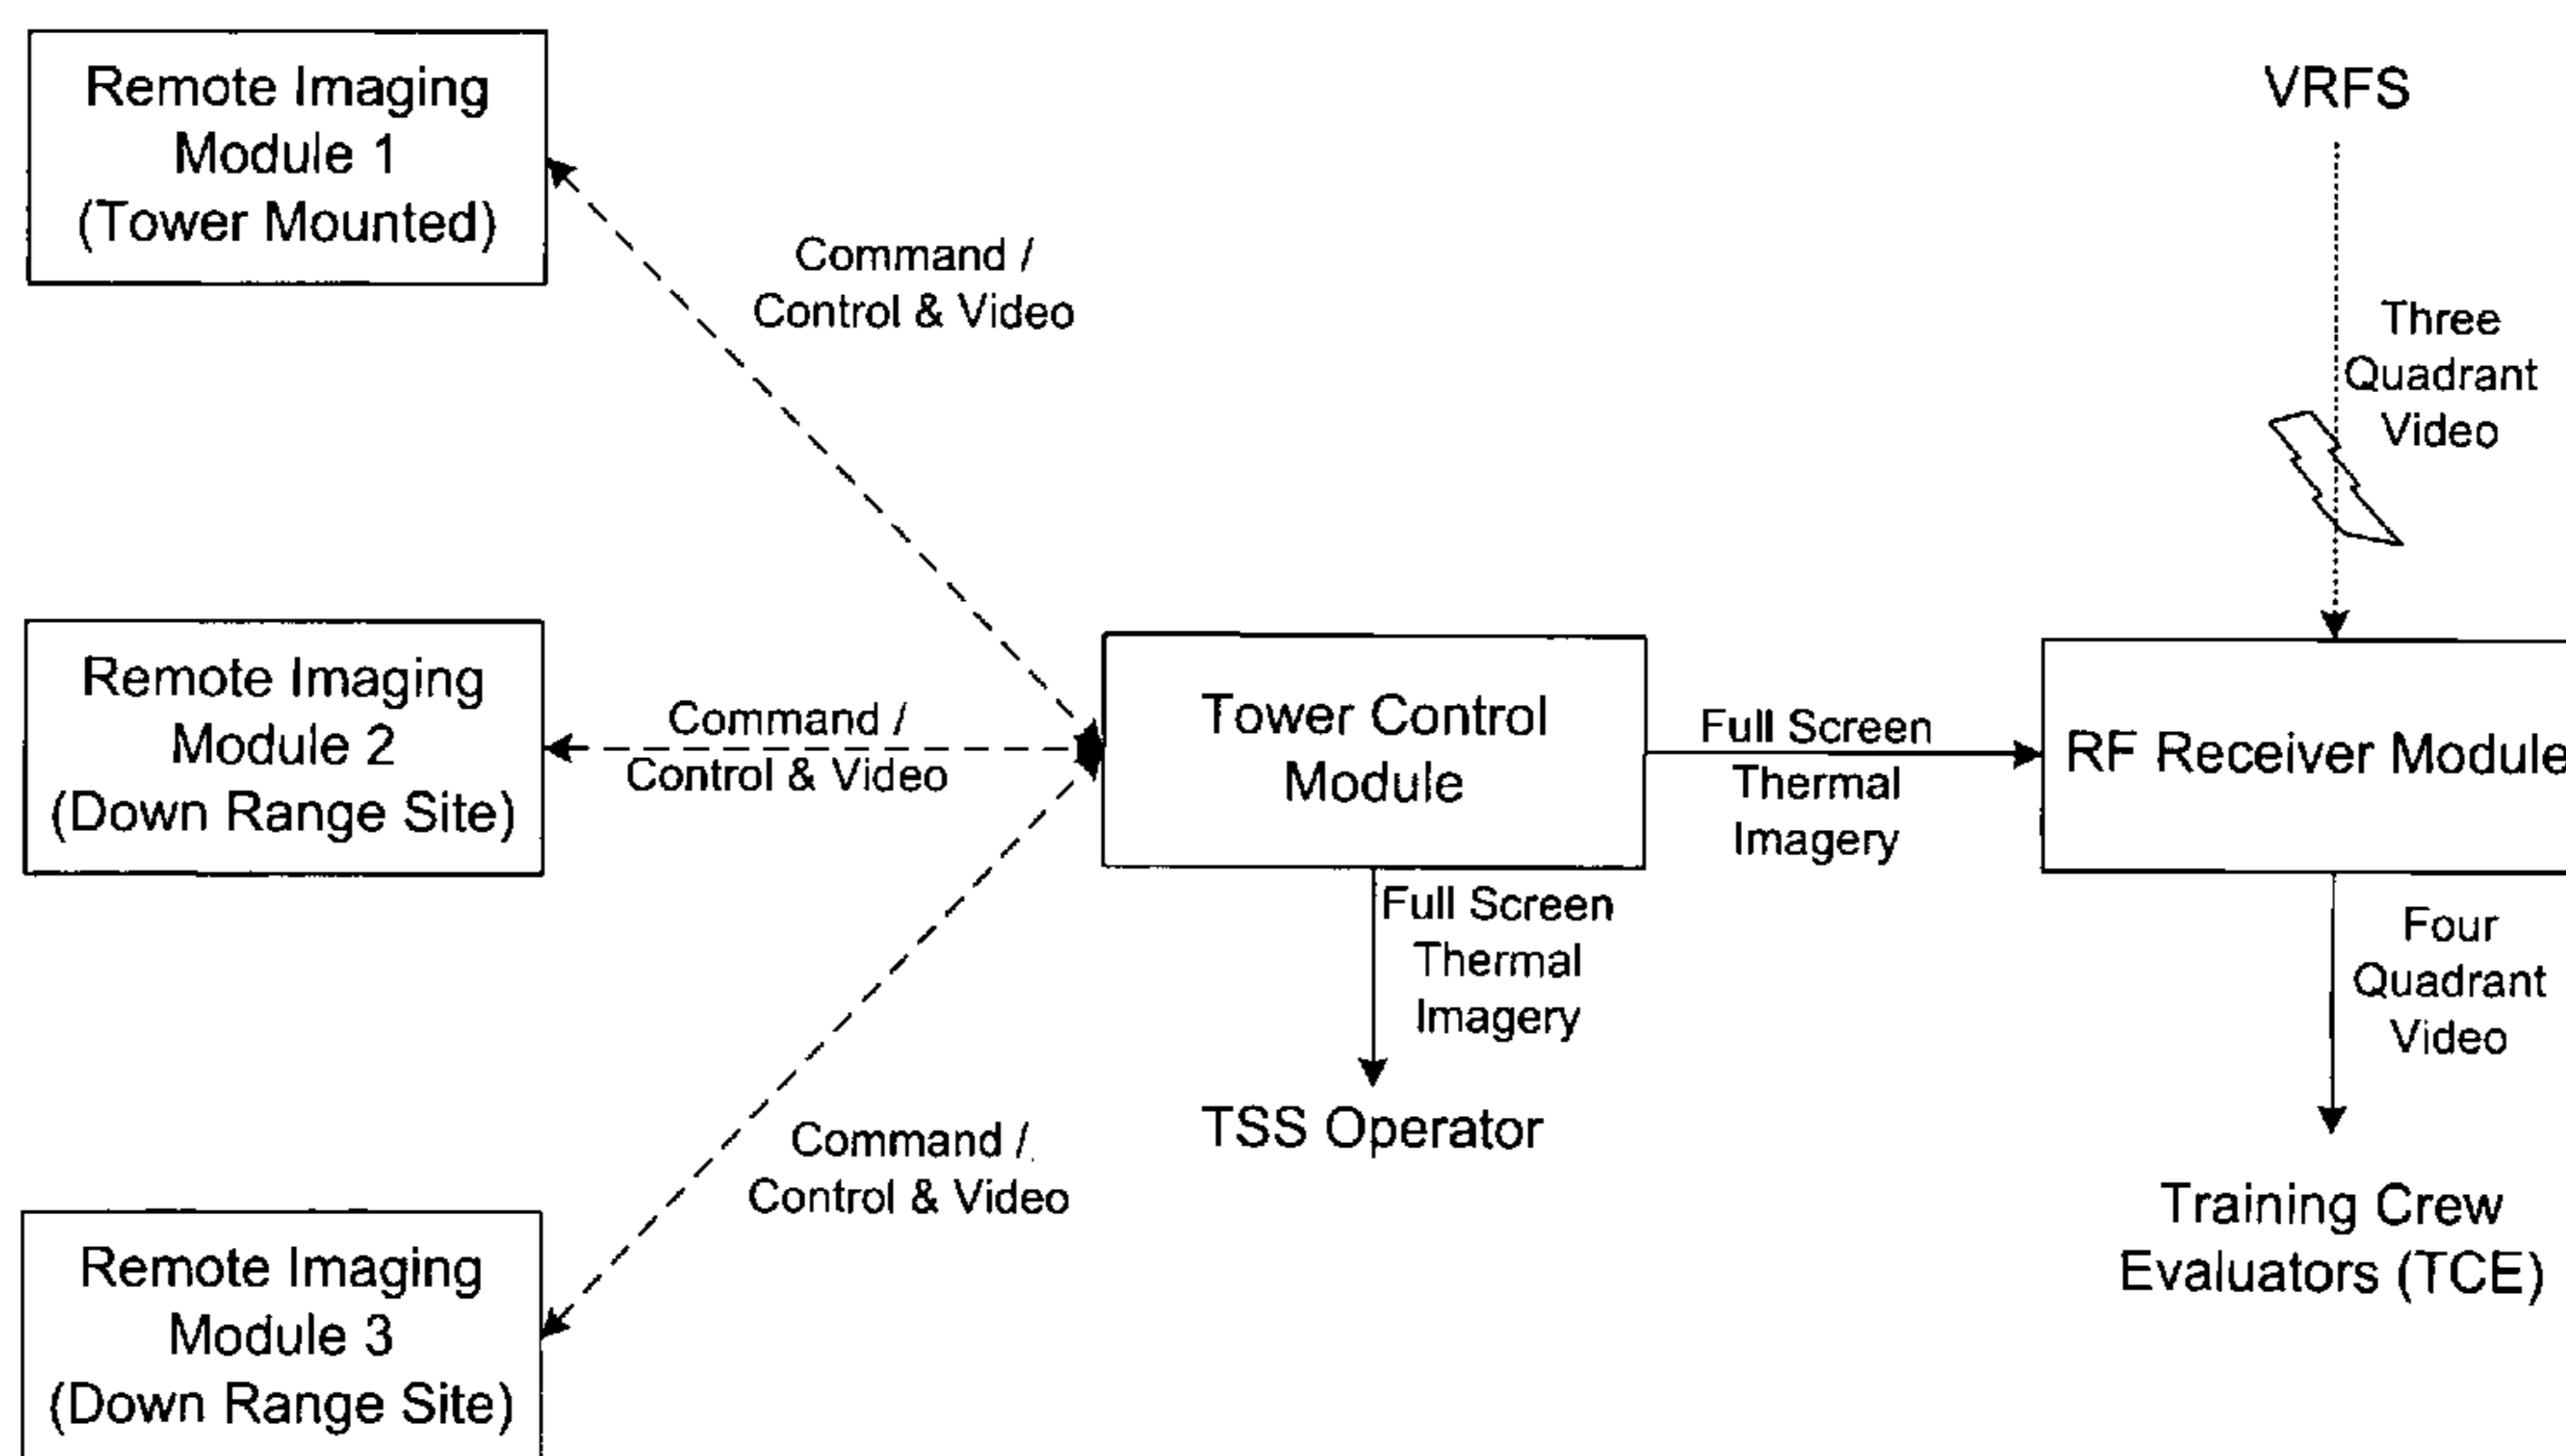 Remote Imaging
Module 1
(Tower Mounted)
Command /
Control & Video
VRFS
Three
Quadrant
Video
Remote Imaging
Module 2
(Down Range Site)
Command /
Control & Video
Tower Control
Module
Full Screen
Thermal
Imagery
RF Receiver Module
Full Screen
Thermal
Imagery
TSS Operator
Four
Quadrant
Video
Training Crew
Evaluators (TCE)
Command /
Control & Video
Remote Imaging
Module 3
(Down Range Site)